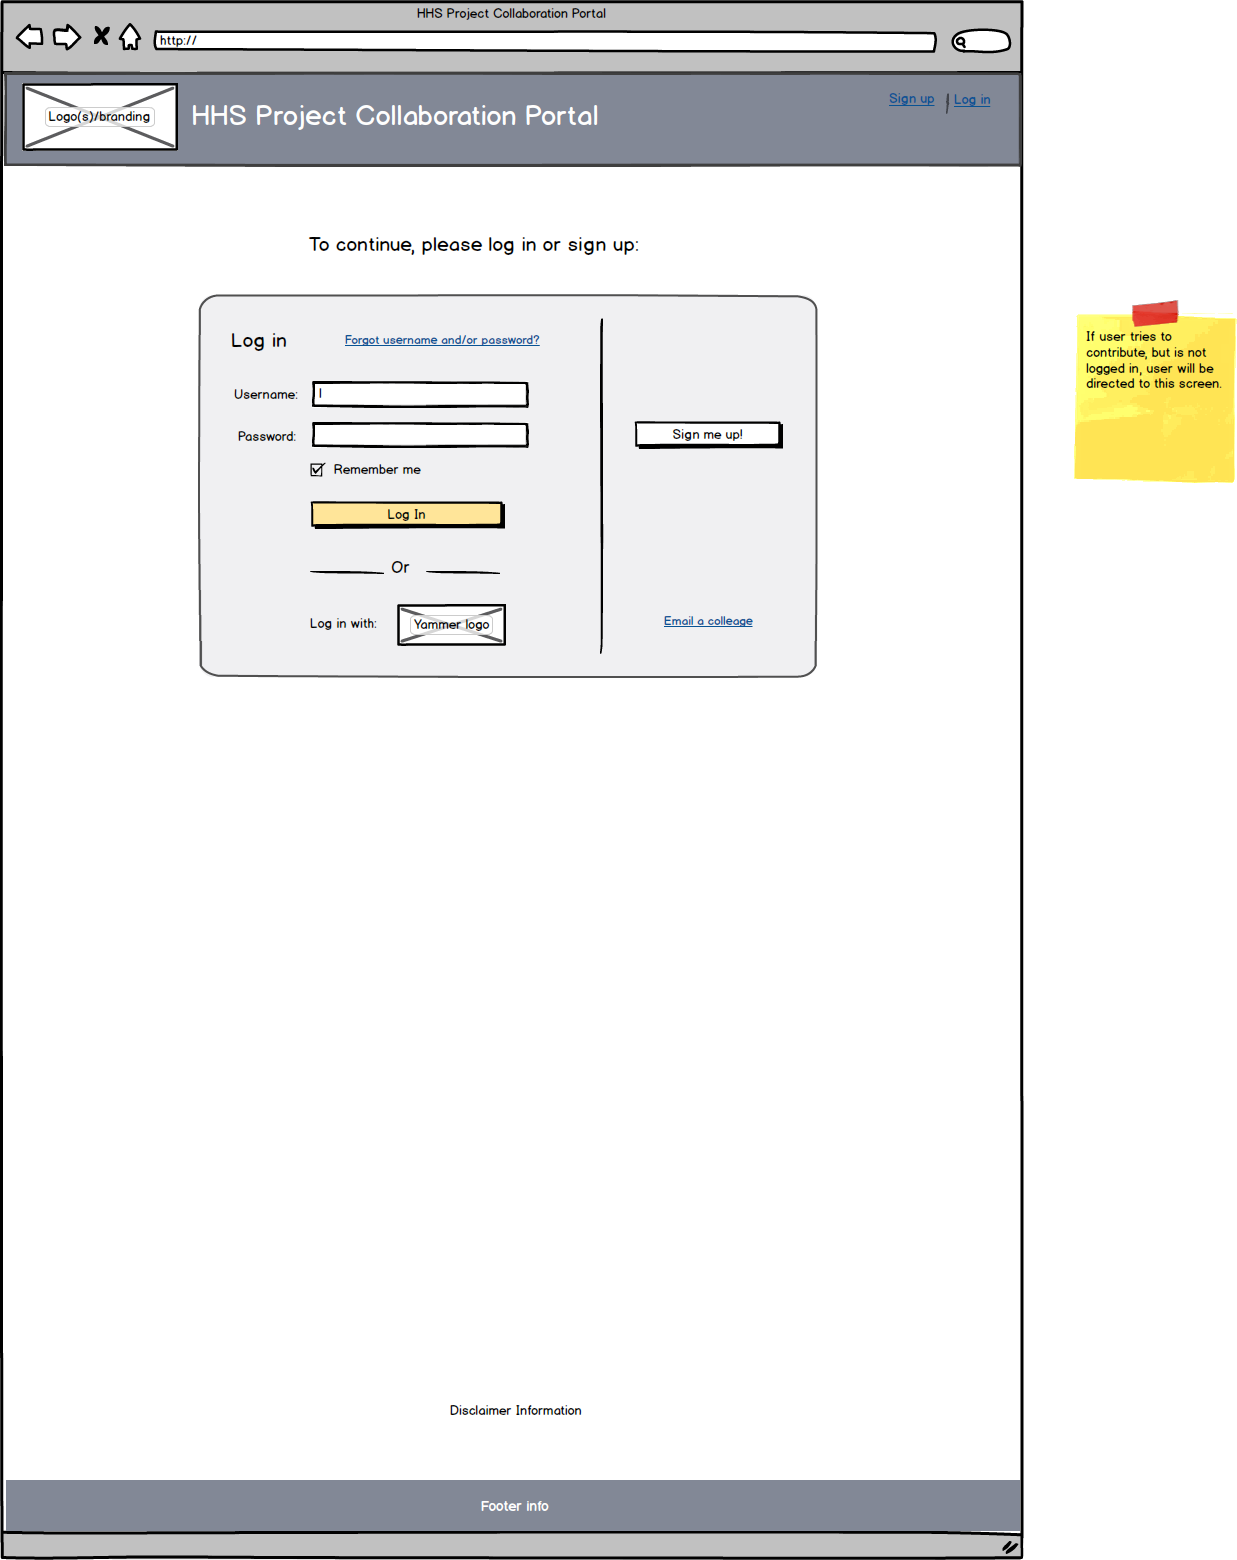 HHS Project Collaboration Portal
http://
Logo(s)/branding
HHS Project Collaboration Portal
Sign up
Log in
To continue, please log in or sign up:
Log in
Forgot username and/or password?
Username:
Password:
Remember me
Log In
Or
Log in with:
Yammer logo
Sign me up!
Email a colleage
If user tries to
contribute, but is not
logged in, user will be
directed to this screen.
Disclaimer Information
Footer info